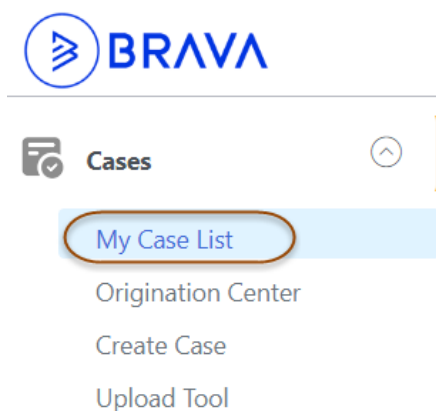 BRAVA
Cases
My Case List
Origination Center
Create Case
Upload Tool